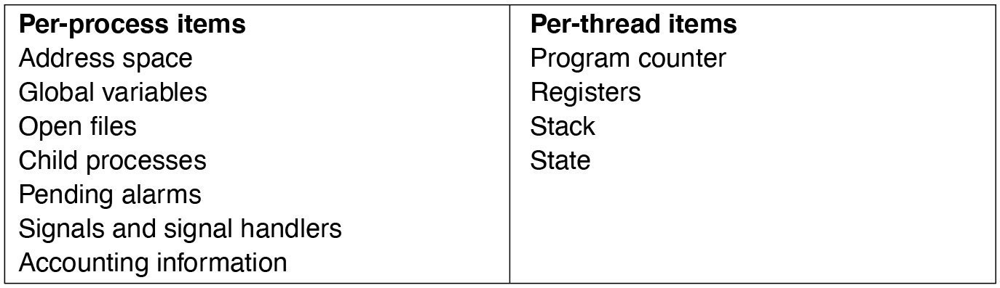 Per-process items
Address space
Global variables
Open files
Child processes
Pending alarms
Signals and signal handlers
Accounting information
Per-thread items
Program counter
Registers
Stack
State